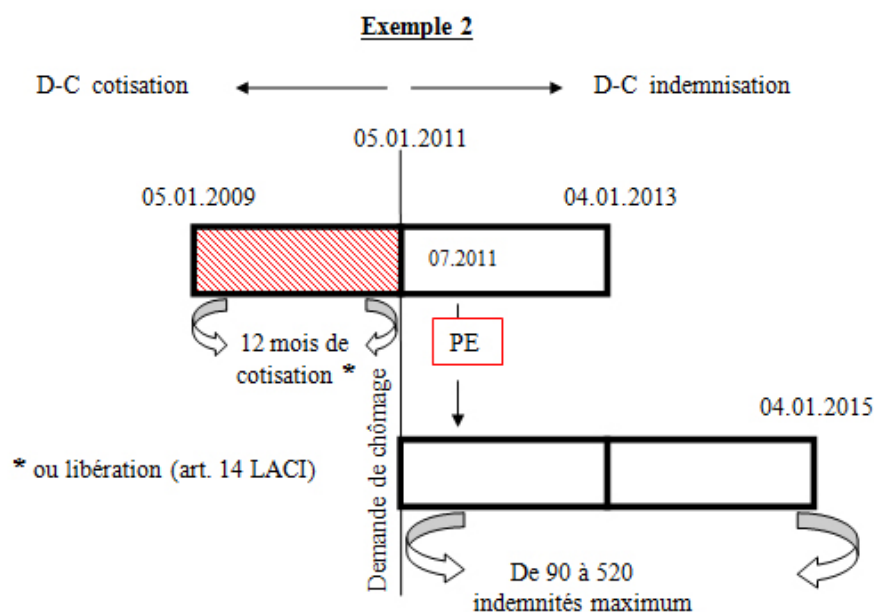 Exemple 2
D-C cotisation
D-C indemnisation
05.01.2011
05.01.2009
04.01.2013
07.2011
12 mois de
cotisation *
PE
Demande de chômage
04.01.2015
* ou libération (art. 14 LACI)
De 90 à 520
indemnités maximum